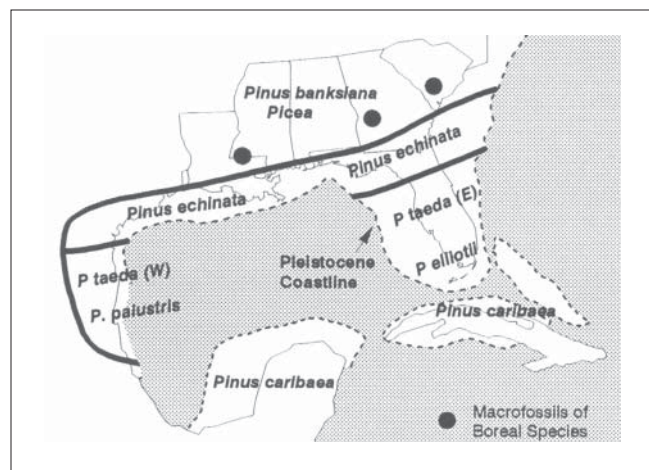 Pinus banksiana
Picea
Pinus echinata
Pinus echinata
P taeda (E)
P taeda (W)
Pleistocene
Coastline
P elliotii
P. palustris
Pinus caribaea
Pinus caribaea
Macrofossils of
Boreal Species